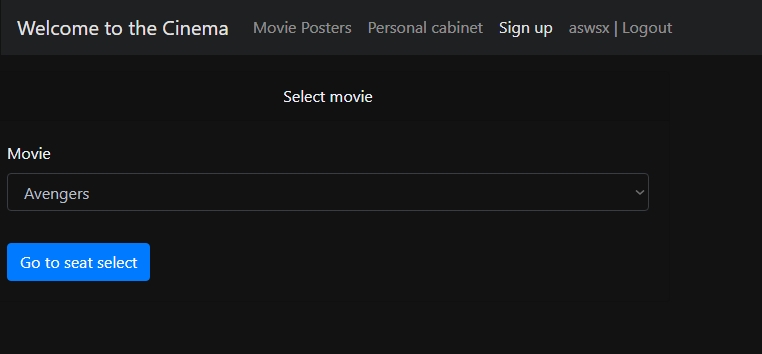 Welcome to the Cinema Movie Posters Personal cabinet Sign up aswsx | Logout
Select movie
Movie
Avengers
Go to seat select